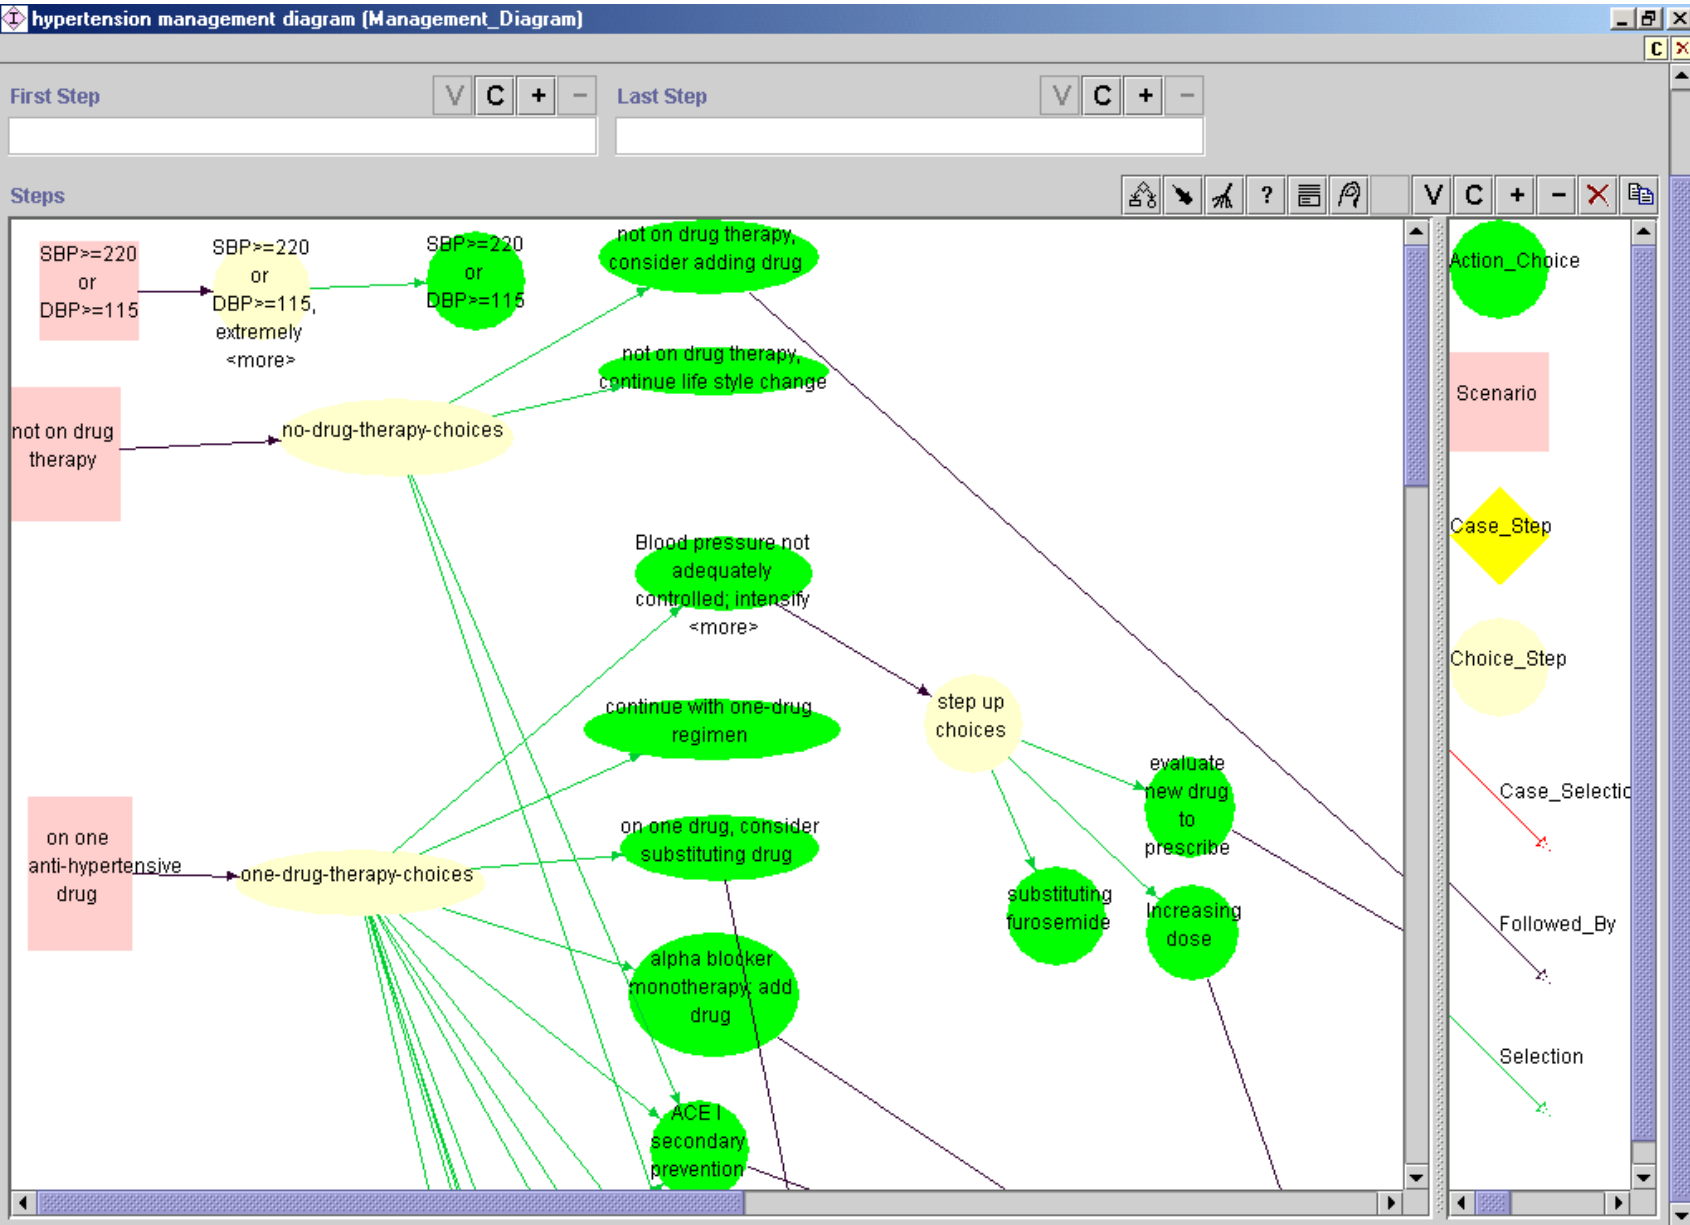 hypertension management diagram (Management_Diagram)
C
First Step
V C + −
Last Step
V C + −
Steps
? V C + −
SBP>=220
or
DBP>=115
SBP>=220
or
DBP>=115,
extremely
<more>
SBP>=220
or
DBP>=115
not on drug therapy,
consider adding drug
not on drug therapy,
continue life style change
not on drug
therapy
no-drug-therapy-choices
Blood pressure not
adequately
controlled; intensify
<more>
continue with one-drug
regimen
step up
choices
evaluate
new drug
to
prescribe
on one
anti-hypertensive
drug
one-drug-therapy-choices
on one drug, consider
substituting drug
substituting
furosemide
Increasing
dose
alpha blocker
monotherapy; add
drug
ACE I
secondary
prevention
Action_Choice
Scenario
Case_Step
Choice_Step
Case_Selectio
Followed_By
Selection